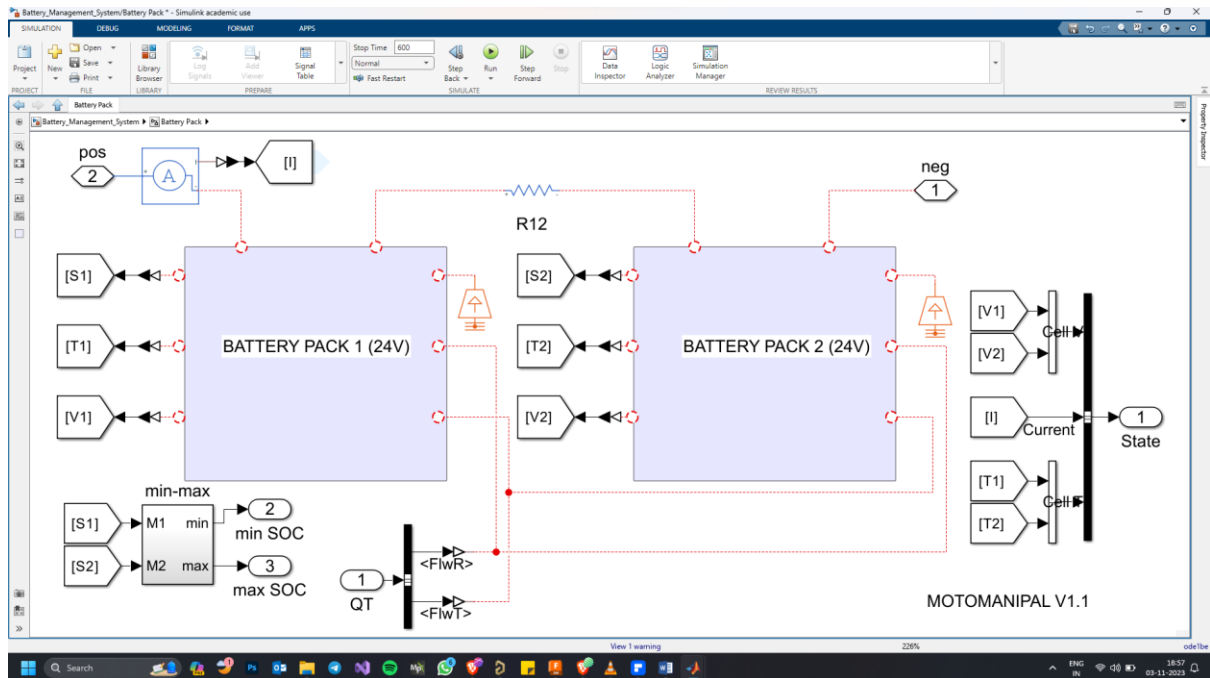 Battery_Management_System/Battery Pack * - Simulink academic use
SIMULATION DEBUG MODELING FORMAT APPS
Project
New
Open
Save
Print
Library
Browser
Log
Signals
Add
Viewer
Signal
Table
Stop Time 600
Normal
Fast Restart
Step
Back
Run
Step
Forward
Stop
Data
Inspector
Logic
Analyzer
Simulation
Manager
PROJECT FILE LIBRARY PREPARE SIMULATE REVIEW RESULTS
Battery Pack
Battery_Management_System Battery Pack
Property Inspector
pos
2
A
[I]
neg
1
R12
[S1]
[T1]
[V1]
BATTERY PACK 1 (24V)
[S2]
[T2]
[V2]
BATTERY PACK 2 (24V)
[V1]
[V2]
[I]
Current
[T1]
[T2]
1
State
min-max
[S1]
[S2]
M1 min
M2 max
2
min SOC
3
max SOC
1
QT
<FlwR>
<FlwT>
MOTOMANIPAL V1.1
View 1 warning 226% ode1be
Search
Ps
ENG
IN
18:57
03-11-2023